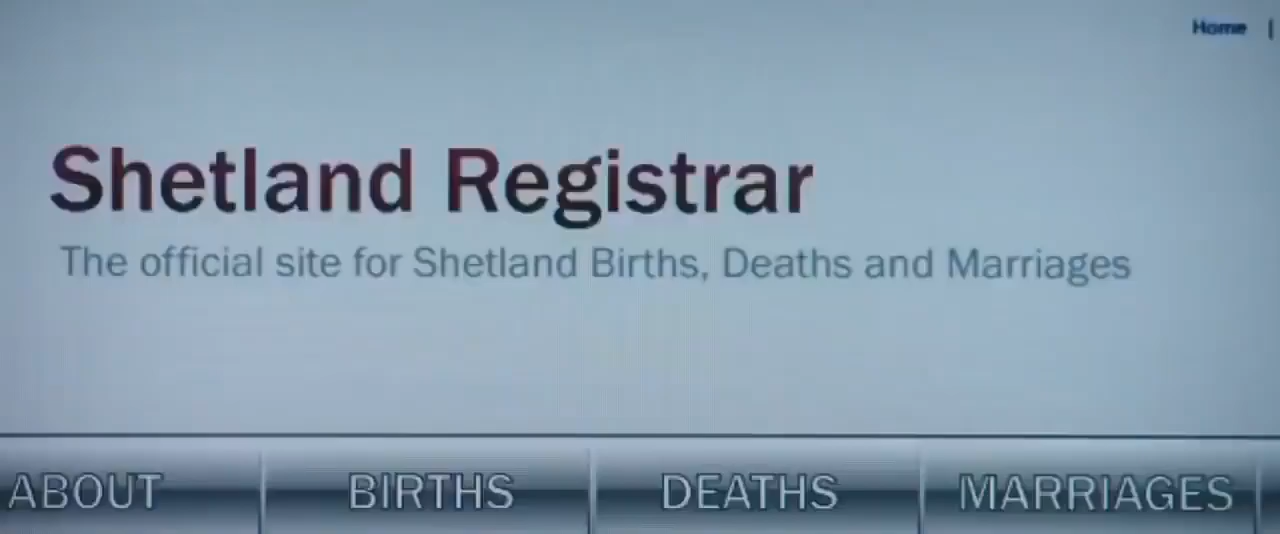 Home |
Shetland Registrar
The official site for Shetland Births, Deaths and Marriages
ABOUT
BIRTHS
DEATHS
MARRIAGES